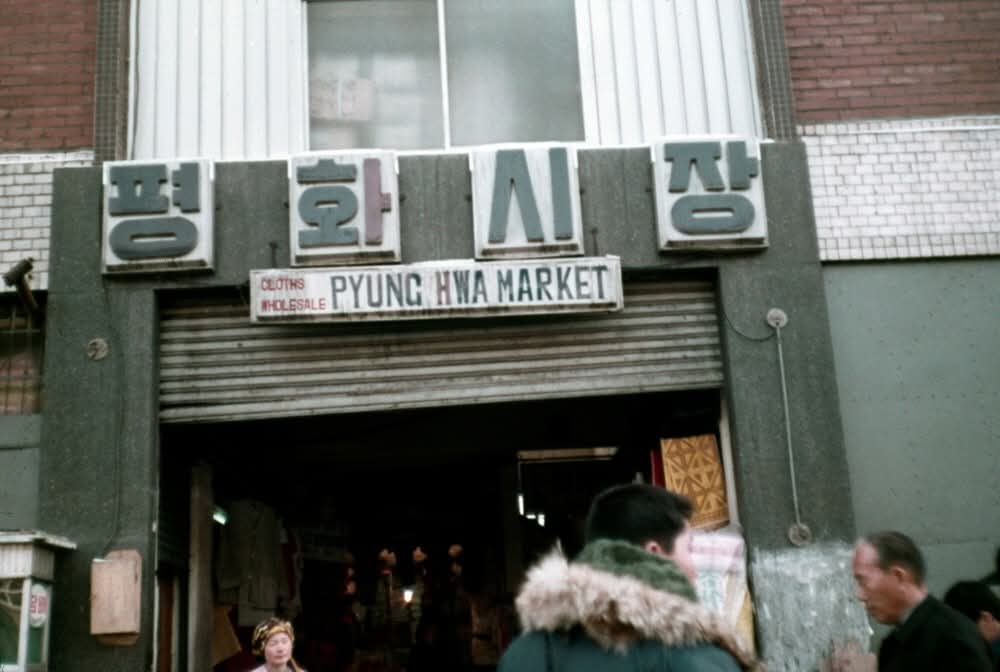 평화시장
CLOTHS
WHOLESALE
PYUNG HWA MARKET